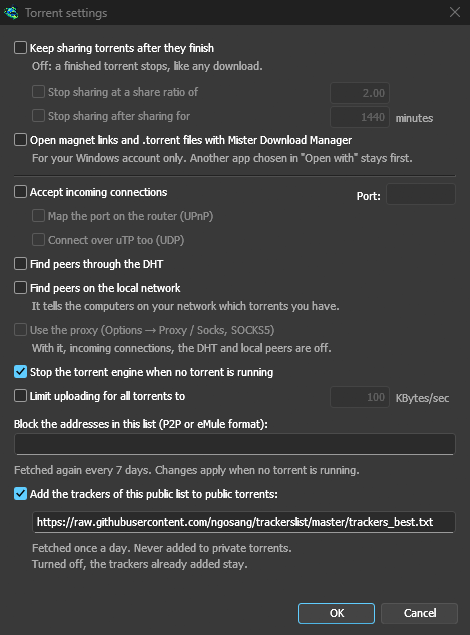 Torrent settings
Keep sharing torrents after they finish
Off: a finished torrent stops, like any download.
Stop sharing at a share ratio of 2.00
Stop sharing after sharing for 1440 minutes
Open magnet links and .torrent files with Mister Download Manager
For your Windows account only. Another app chosen in "Open with" stays first.
Accept incoming connections Port:
Map the port on the router (UPnP)
Connect over uTP too (UDP)
Find peers through the DHT
Find peers on the local network
It tells the computers on your network which torrents you have.
Use the proxy (Options → Proxy / Socks, SOCKS5)
With it, incoming connections, the DHT and local peers are off.
Stop the torrent engine when no torrent is running
Limit uploading for all torrents to 100 KBytes/sec
Block the addresses in this list (P2P or eMule format):
Fetched again every 7 days. Changes apply when no torrent is running.
Add the trackers of this public list to public torrents:
https://raw.githubusercontent.com/ngosang/trackerslist/master/trackers_best.txt
Fetched once a day. Never added to private torrents.
Turned off, the trackers already added stay.
OK Cancel